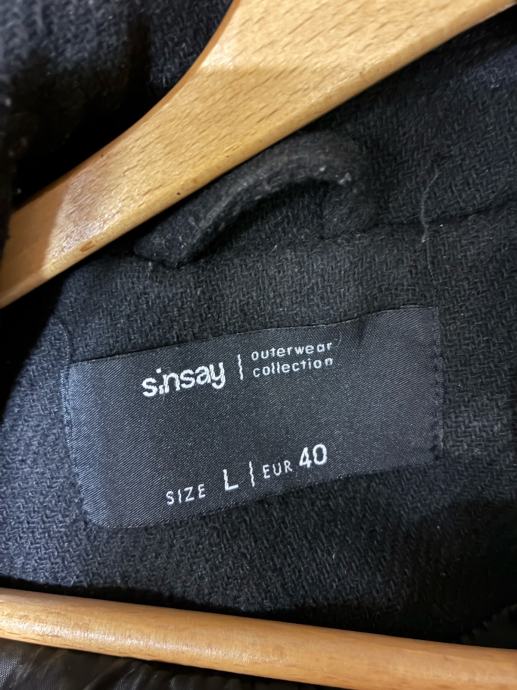 sinsay | outerwear
collection
SIZE L | EUR 40